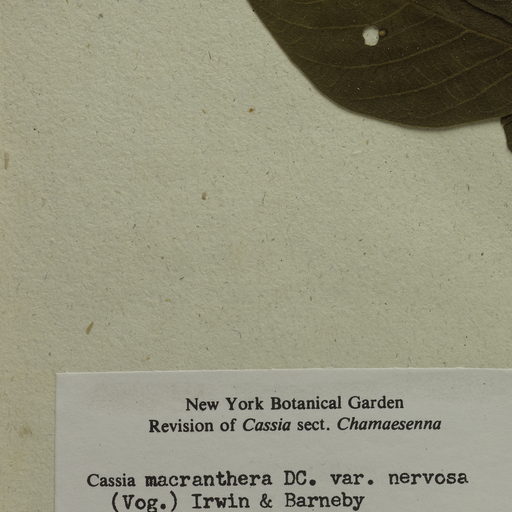 New York Botanical Garden
Revision of Cassia sect. Chamaesenna
Cassia macranthera DC. var. nervosa
(Vog.) Irwin & Barneby